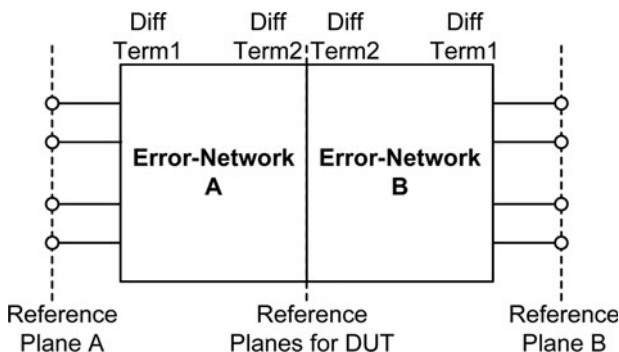 Diff Diff Diff Diff
Term1 Term2 Term2 Term1
Error-Network Error-Network
A B
Reference Reference Reference
Plane A Planes for DUT Plane B